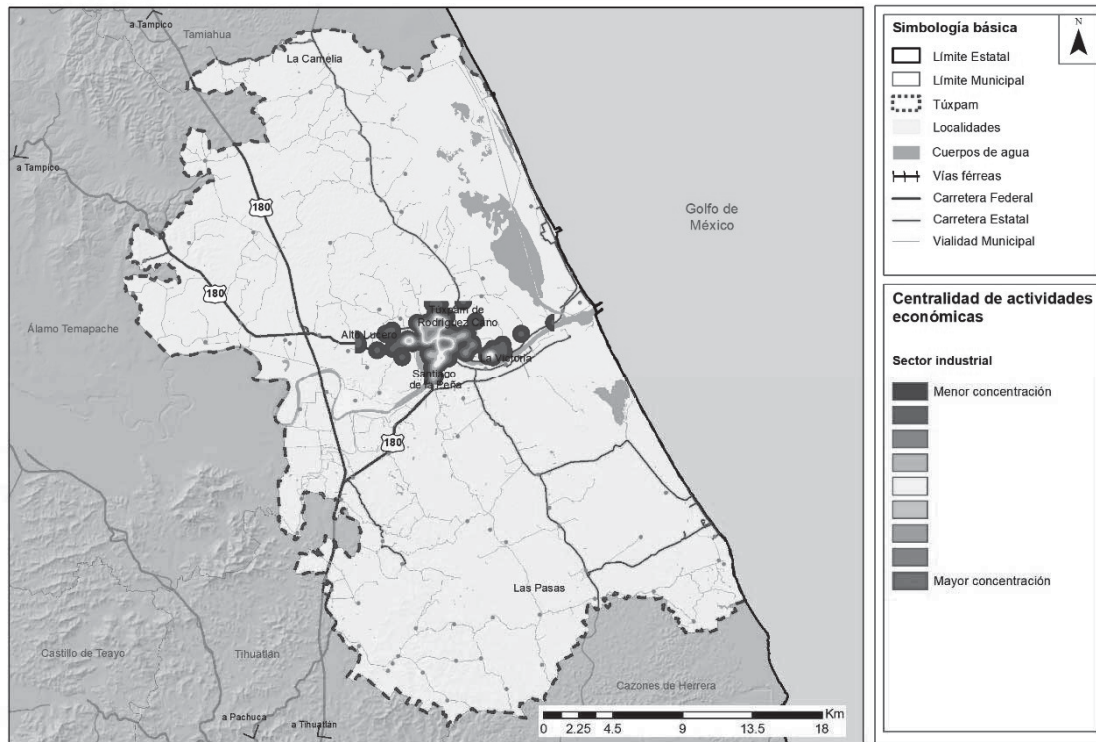 a Tampico
Tamiahua
La Camelia
a Tampico
180
Golfo de
México
180
Álamo Temapache
Túxpam de
Rodríguez Cano
Alto Lucero
La Victoria
Santiago
de la Peña
180
Las Pasas
Castillo de Teayo
Tihuatlán
Cazones de Herrera
a Pachuca
a Tihuatlán
Km
0 2.25 4.5 9 13.5 18
Simbología básica
N
Límite Estatal
Límite Municipal
Túxpam
Localidades
Cuerpos de agua
Vías férreas
Carretera Federal
Carretera Estatal
Vialidad Municipal
Centralidad de actividades
económicas
Sector industrial
Menor concentración
Mayor concentración